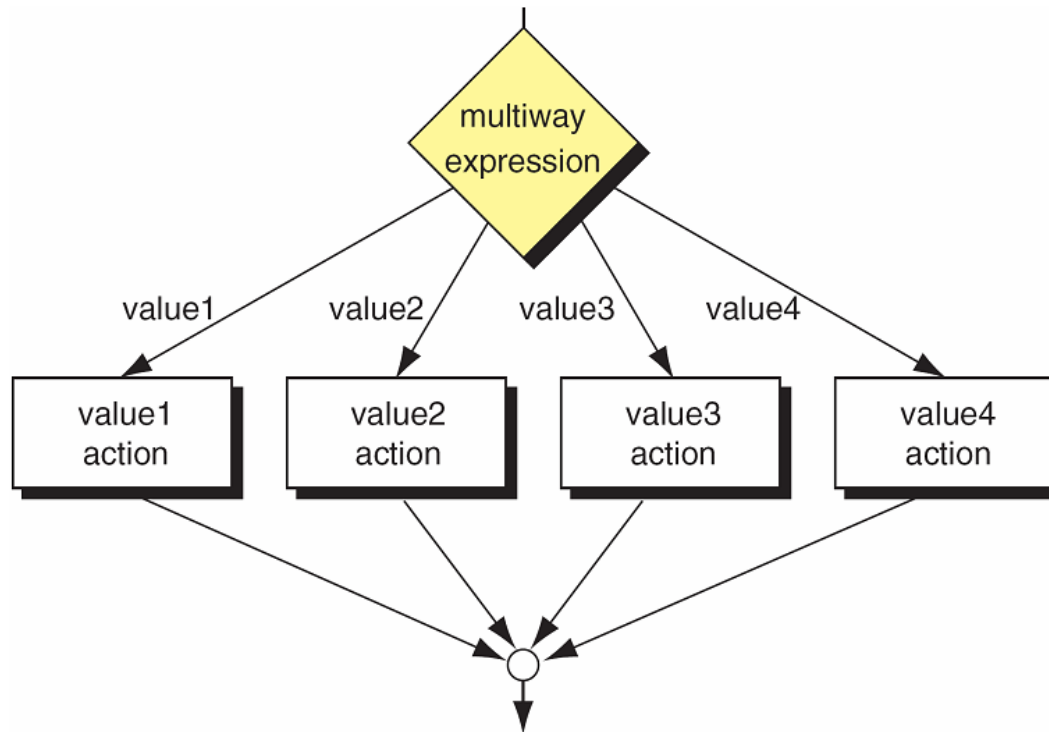 multiway
expression
value1
value2
value3
value4
value1
action
value2
action
value3
action
value4
action